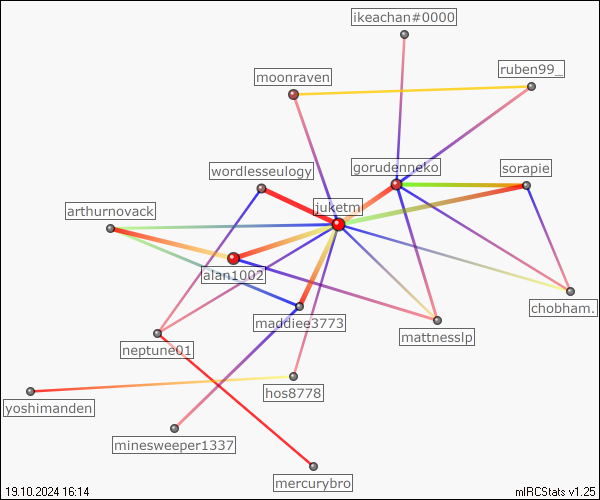 ikeachan#0000
ruben99_
moonraven
gorudenneko
sorapie
wordlesseulogy
juketm
arthurnovack
alan1002
chobham.
maddiee3773
mattnesslp
neptune01
hos8778
yoshimanden
minesweeper1337
mercurybro
19.10.2024 16:14
mIRCStats v1.25